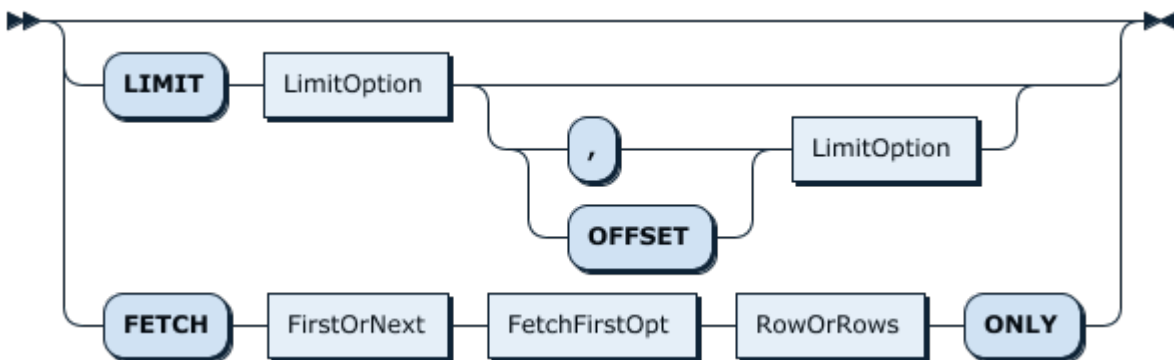 LIMIT LimitOption
, LimitOption
OFFSET
FETCH FirstOrNext FetchFirstOpt RowOrRows ONLY